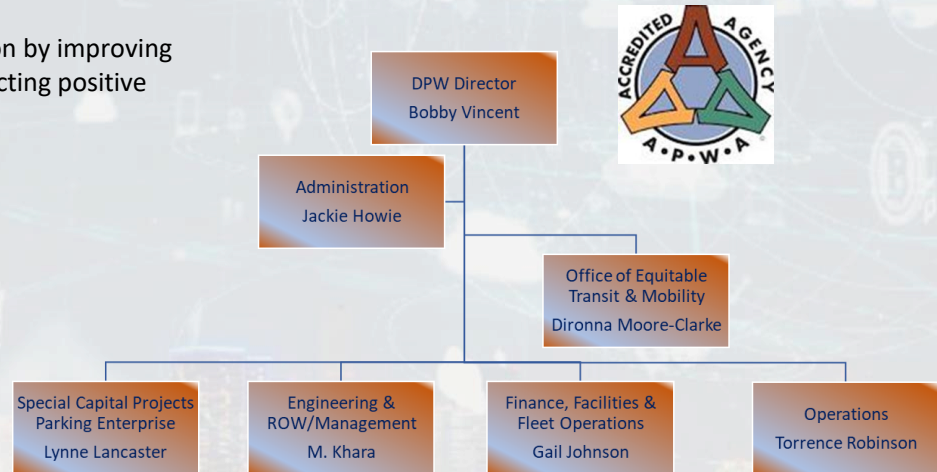 on by improving
cting positive
DPW Director
Bobby Vincent
ACCREDITED AGENCY
A•P•W•A•
Administration
Jackie Howie
Office of Equitable
Transit & Mobility
Dironna Moore-Clarke
Special Capital Projects
Parking Enterprise
Lynne Lancaster
Engineering &
ROW/Management
M. Khara
Finance, Facilities &
Fleet Operations
Gail Johnson
Operations
Torrence Robinson